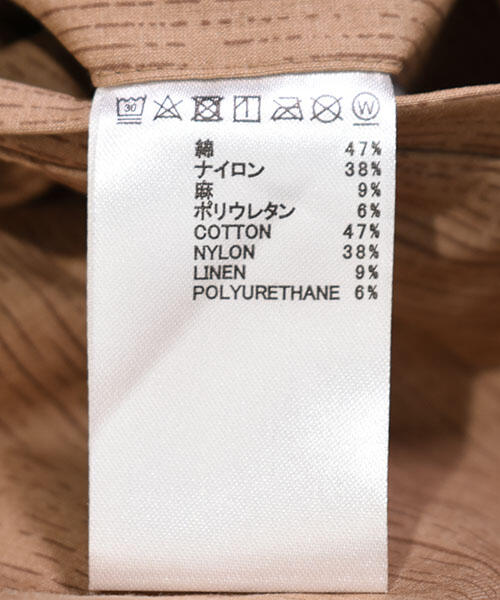 30 W
綿 47%
ナイロン 38%
麻 9%
ポリウレタン 6%
COTTON 47%
NYLON 38%
LINEN 9%
POLYURETHANE 6%